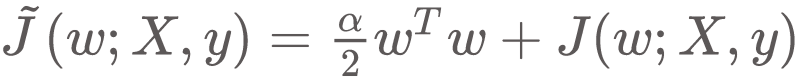 J̃(w; X, y) = α/2 wᵀw + J(w; X, y)